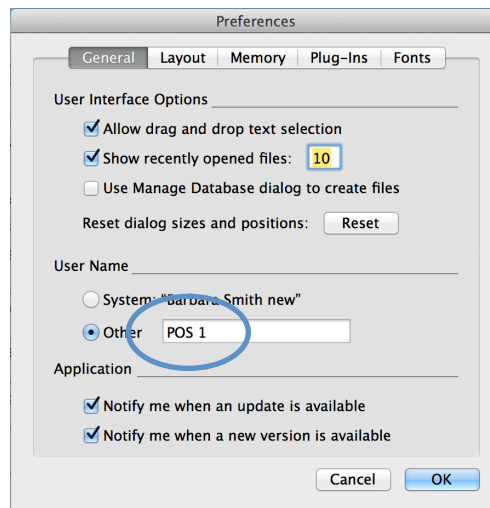 Preferences
General Layout Memory Plug-Ins Fonts
User Interface Options
Allow drag and drop text selection
Show recently opened files: 10
Use Manage Database dialog to create files
Reset dialog sizes and positions: Reset
User Name
System: “Barbara Smith new”
Other POS 1
Application
Notify me when an update is available
Notify me when a new version is available
Cancel OK